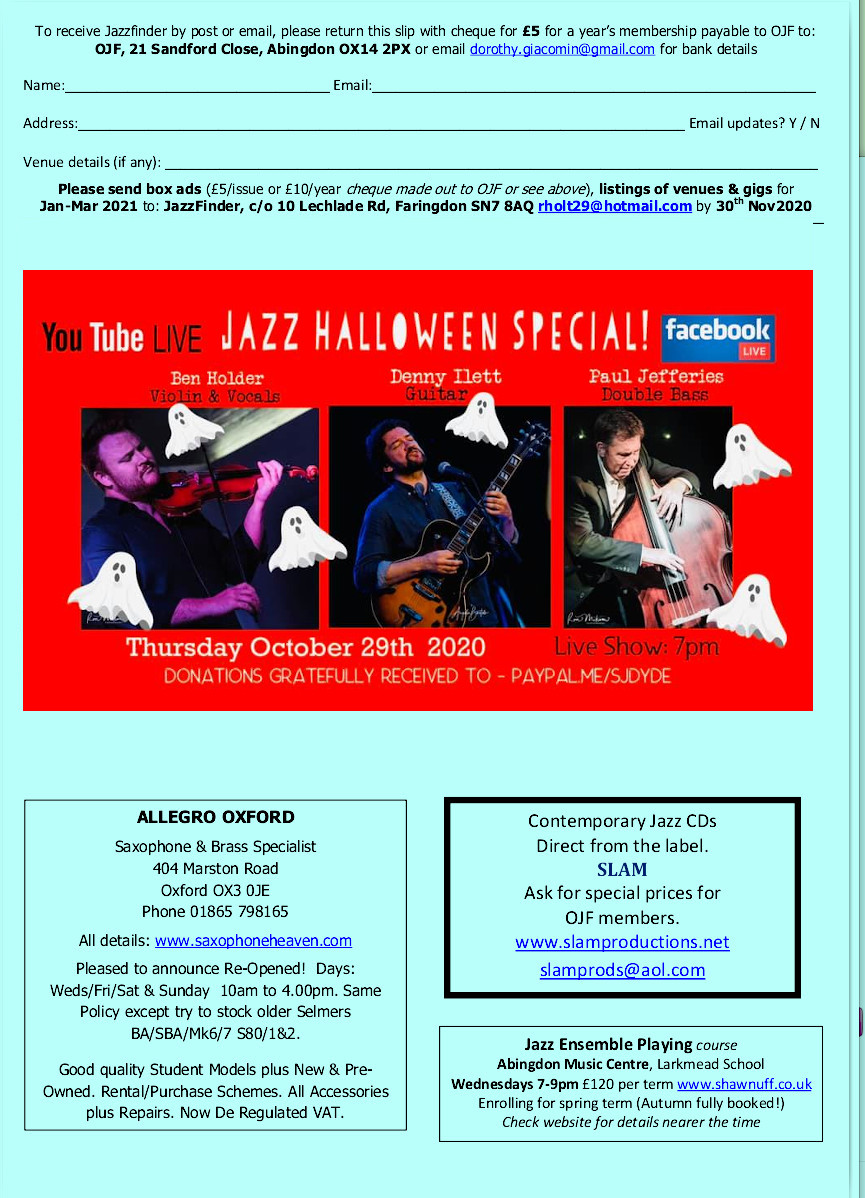 To receive Jazzfinder by post or email, please return this slip with cheque for £5 for a year’s membership payable to OJF to:
OJF, 21 Sandford Close, Abingdon OX14 2PX or email dorothy.giacomin@gmail.com for bank details
Name:__________________ Email:______________________________
Address:__________________________________________ Email updates? Y / N
Venue details (if any): ______________________________________________
Please send box ads (£5/issue or £10/year cheque made out to OJF or see above), listings of venues & gigs for
Jan-Mar 2021 to: JazzFinder, c/o 10 Lechlade Rd, Faringdon SN7 8AQ rholt29@hotmail.com by 30th Nov2020
You Tube LIVE JAZZ HALLOWEEN SPECIAL! facebook LIVE
Ben Holder
Violin & Vocals
Denny Ilett
Guitar
Paul Jefferies
Double Bass
Thursday October 29th 2020 Live Show: 7pm
DONATIONS GRATEFULLY RECEIVED TO - PAYPAL.ME/SJDYDE
ALLEGRO OXFORD
Saxophone & Brass Specialist
404 Marston Road
Oxford OX3 0JE
Phone 01865 798165
All details: www.saxophoneheaven.com
Pleased to announce Re-Opened! Days:
Weds/Fri/Sat & Sunday 10am to 4.00pm. Same
Policy except try to stock older Selmers
BA/SBA/Mk6/7 S80/1&2.
Good quality Student Models plus New & Pre-
Owned. Rental/Purchase Schemes. All Accessories
plus Repairs. Now De Regulated VAT.
Contemporary Jazz CDs
Direct from the label.
SLAM
Ask for special prices for
OJF members.
www.slamproductions.net
slamprods@aol.com
Jazz Ensemble Playing course
Abingdon Music Centre, Larkmead School
Wednesdays 7-9pm £120 per term www.shawnuff.co.uk
Enrolling for spring term (Autumn fully booked!)
Check website for details nearer the time